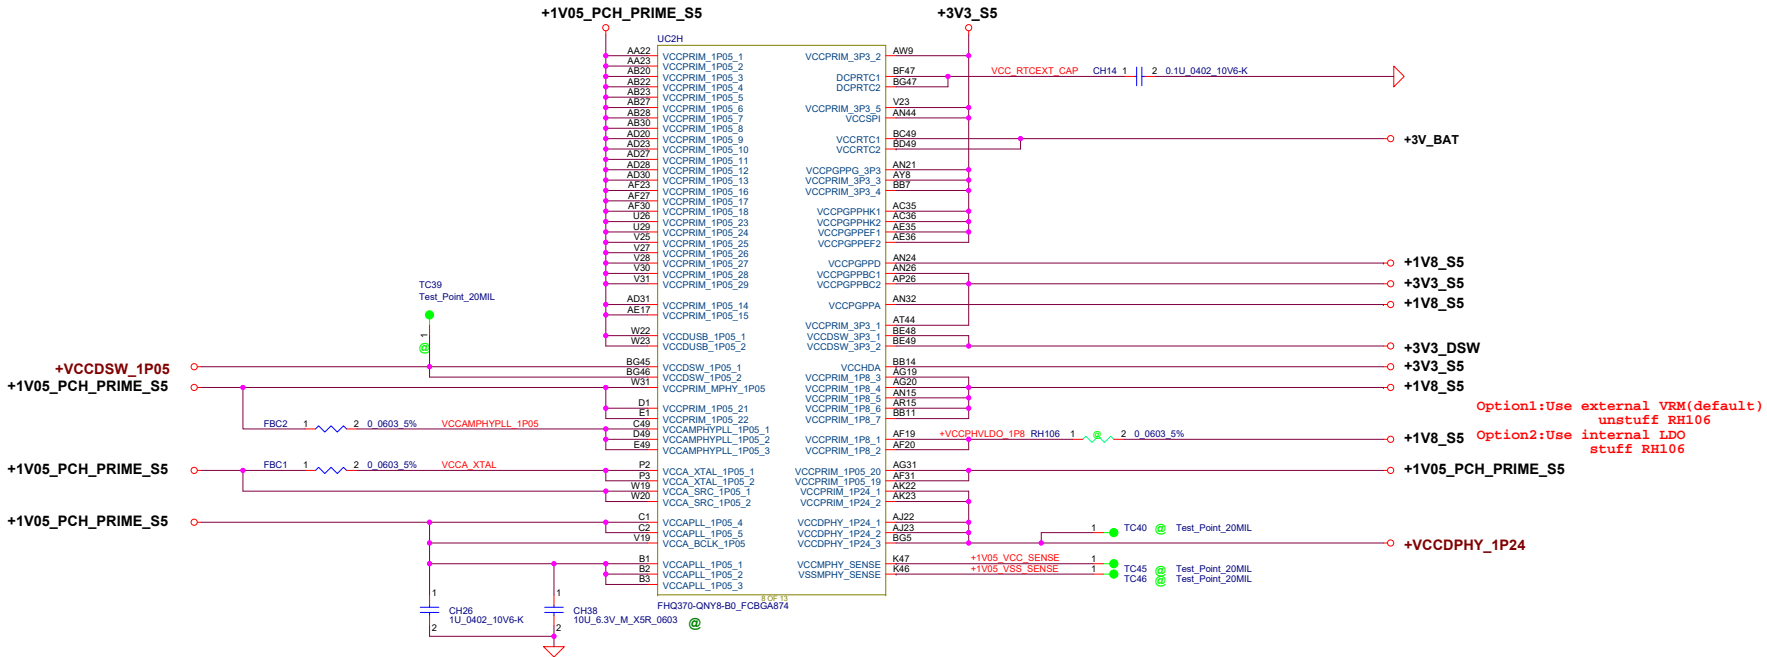 +1V05_PCH_PRIME_S5
+3V3_S5
UC2H
AA22 VCCPRIM_1P05_1
AA23 VCCPRIM_1P05_2
AB20 VCCPRIM_1P05_3
AB22 VCCPRIM_1P05_4
AB23 VCCPRIM_1P05_5
AB27 VCCPRIM_1P05_6
AB28 VCCPRIM_1P05_7
AB30 VCCPRIM_1P05_8
AD20 VCCPRIM_1P05_9
AD23 VCCPRIM_1P05_10
AD27 VCCPRIM_1P05_11
AD28 VCCPRIM_1P05_12
AD30 VCCPRIM_1P05_13
AF23 VCCPRIM_1P05_16
AF27 VCCPRIM_1P05_17
AF30 VCCPRIM_1P05_18
U26 VCCPRIM_1P05_23
U29 VCCPRIM_1P05_24
V25 VCCPRIM_1P05_25
V27 VCCPRIM_1P05_26
V28 VCCPRIM_1P05_27
V30 VCCPRIM_1P05_28
V31 VCCPRIM_1P05_29
AD31 VCCPRIM_1P05_14
AE17 VCCPRIM_1P05_15
W22 VCCDUSB_1P05_1
W23 VCCDUSB_1P05_2
TC39
Test_Point_20MIL
1
@
+VCCDSW_1P05
BG45 VCCDSW_1P05_1
BG46 VCCDSW_1P05_2
+1V05_PCH_PRIME_S5
W31 VCCPRIM_MPHY_1P05
D1 VCCPRIM_1P05_21
E1 VCCPRIM_1P05_22
FBC2 1 2 0_0603_5% VCCAMPHYPLL_1P05
C49 VCCAMPHYPLL_1P05_1
D49 VCCAMPHYPLL_1P05_2
E49 VCCAMPHYPLL_1P05_3
+1V05_PCH_PRIME_S5
FBC1 1 2 0_0603_5% VCCA_XTAL
P2 VCCA_XTAL_1P05_1
P3 VCCA_XTAL_1P05_2
W19 VCCA_SRC_1P05_1
W20 VCCA_SRC_1P05_2
+1V05_PCH_PRIME_S5
C1 VCCAPLL_1P05_4
C2 VCCAPLL_1P05_5
V19 VCCA_BCLK_1P05
B1 VCCAPLL_1P05_1
B2 VCCAPLL_1P05_2
B3 VCCAPLL_1P05_3
1
CH26
1U_0402_10V6-K
2
1
CH38
10U_6.3V_M_X5R_0603
2
@
8 OF 13
FHQ370-QNY8-B0_FCBGA874
VCCPRIM_3P3_2 AW9
DCPRTC1 BF47
DCPRTC2 BG47
VCC_RTCEXT_CAP CH14 1 2 0.1U_0402_10V6-K
VCCPRIM_3P3_5 V23
VCCSPI AN44
VCCRTC1 BC49
VCCRTC2 BD49
+3V_BAT
VCCPGPPG_3P3 AN21
VCCPRIM_3P3_3 AY8
VCCPRIM_3P3_4 BB7
VCCPGPPHK1 AC35
VCCPGPPHK2 AC36
VCCPGPPEF1 AE35
VCCPGPPEF2 AE36
VCCPGPPD AN24
+1V8_S5
VCCPGPPBC1 AN26
VCCPGPPBC2 AP26
+3V3_S5
VCCPGPPA AN32
+1V8_S5
VCCPRIM_3P3_1 AT44
VCCDSW_3P3_1 BE48
VCCDSW_3P3_2 BE49
+3V3_DSW
VCCHDA BB14
+3V3_S5
VCCPRIM_1P8_3 AG19
VCCPRIM_1P8_4 AG20
+1V8_S5
VCCPRIM_1P8_5 AN15
VCCPRIM_1P8_6 AR15
VCCPRIM_1P8_7 BB11
VCCPRIM_1P8_1 AF19
VCCPRIM_1P8_2 AF20
+VCCPHVLDO_1P8 RH106 1 @ 2 0_0603_5%
+1V8_S5
Option1:Use external VRM(default)
unstuff RH106
Option2:Use internal LDO
stuff RH106
VCCPRIM_1P05_20 AG31
VCCPRIM_1P05_19 AF31
+1V05_PCH_PRIME_S5
VCCPRIM_1P24_1 AK22
VCCPRIM_1P24_2 AK23
VCCDPHY_1P24_1 AJ22
VCCDPHY_1P24_2 AJ23
VCCDPHY_1P24_3 BG5
1 TC40 @ Test_Point_20MIL
+VCCDPHY_1P24
VCCMPHY_SENSE K47 +1V05_VCC_SENSE 1
VSSMPHY_SENSE K46 +1V05_VSS_SENSE 1
TC45 @ Test_Point_20MIL
TC46 @ Test_Point_20MIL